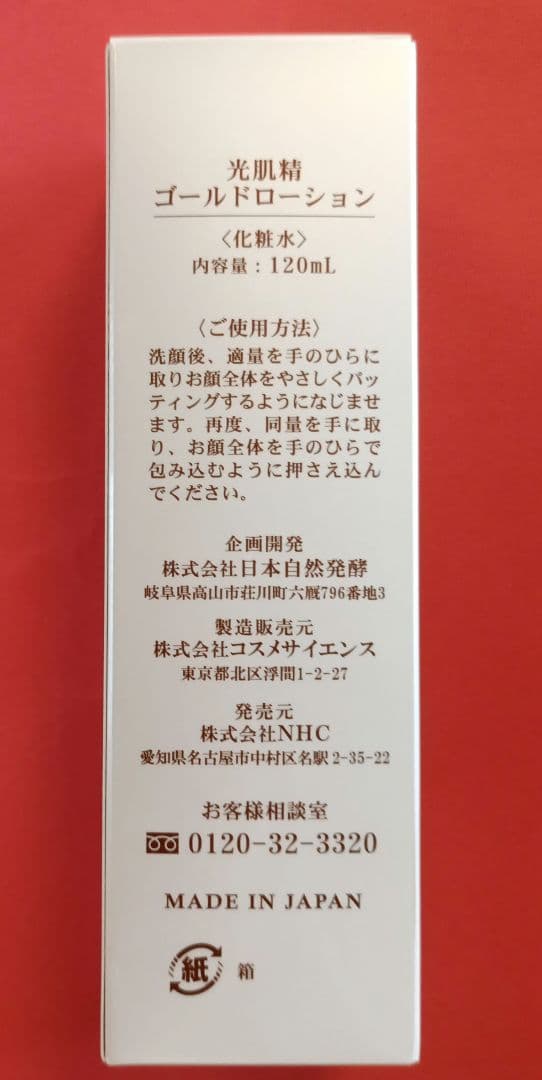 光肌精
ゴールドローション
〈化粧水〉
内容量：120mL
〈ご使用方法〉
洗顔後、適量を手のひらに
取りお顔全体をやさしくパッ
ティングするようになじませ
ます。再度、同量を手に取
り、お顔全体を手のひらで
包み込むように押さえ込ん
でください。
企画開発
株式会社日本自然発酵
岐阜県高山市荘川町六厩796番地3
製造販売元
株式会社コスメサイエンス
東京都北区浮間1-2-27
発売元
株式会社NHC
愛知県名古屋市中村区名駅2-35-22
お客様相談室
0120-32-3320
MADE IN JAPAN
紙 箱